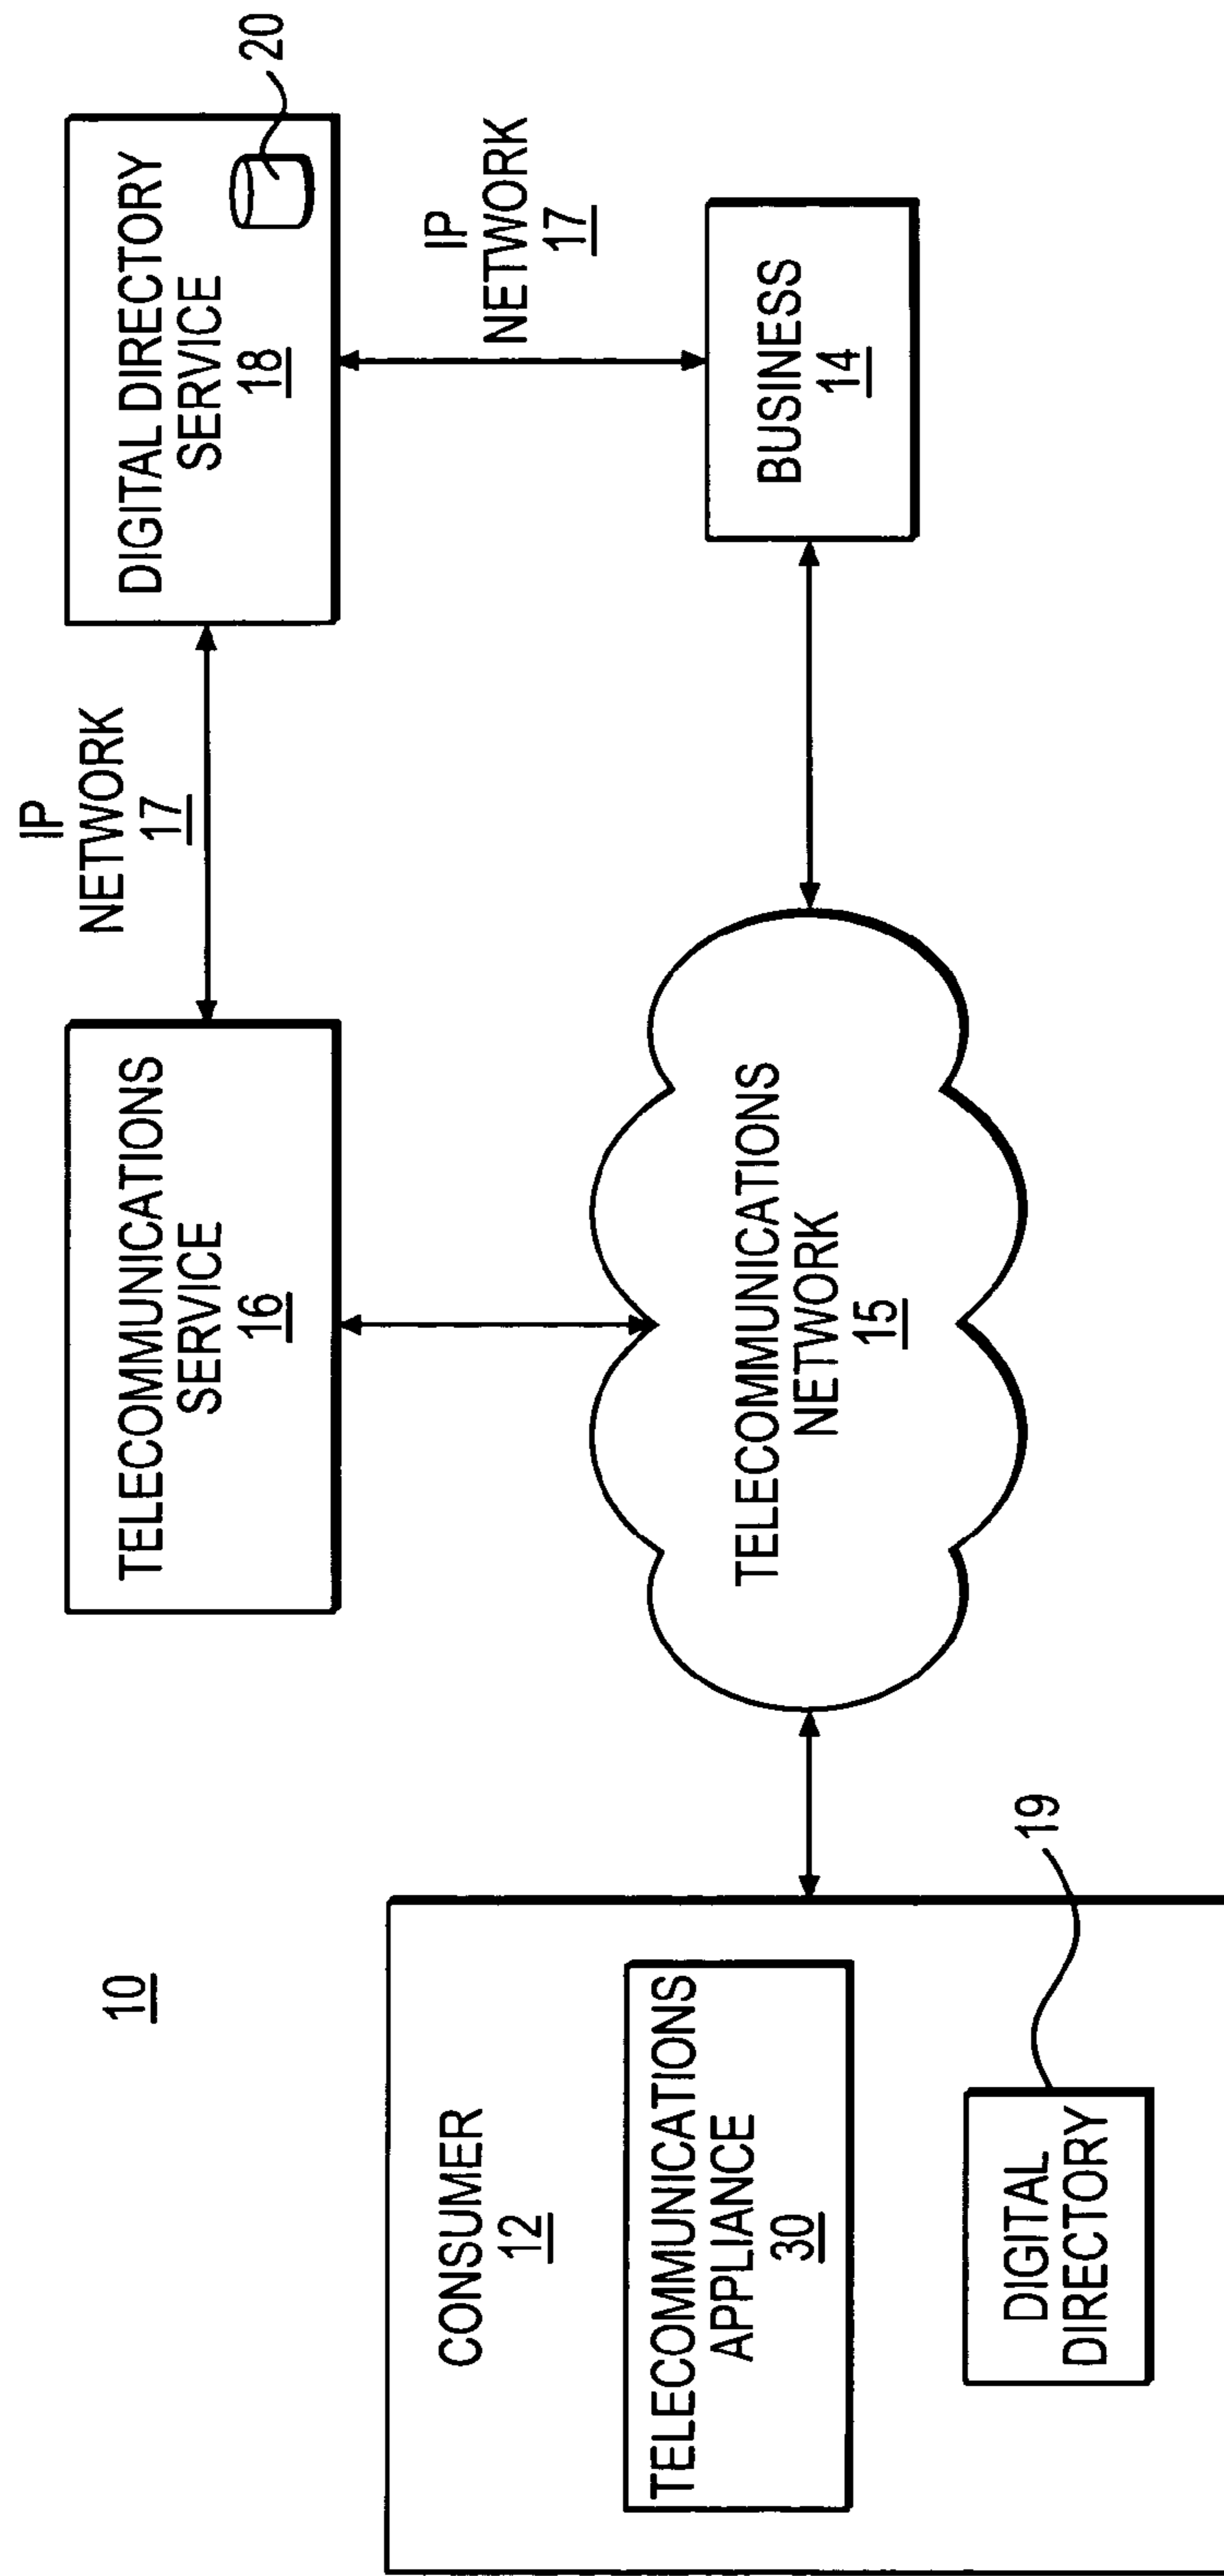 10
IP
NETWORK
17
TELECOMMUNICATIONS
SERVICE
16
DIGITAL DIRECTORY
SERVICE
18
20
IP
NETWORK
17
CONSUMER
12
TELECOMMUNICATIONS
APPLIANCE
30
DIGITAL
DIRECTORY
19
TELECOMMUNICATIONS
NETWORK
15
BUSINESS
14